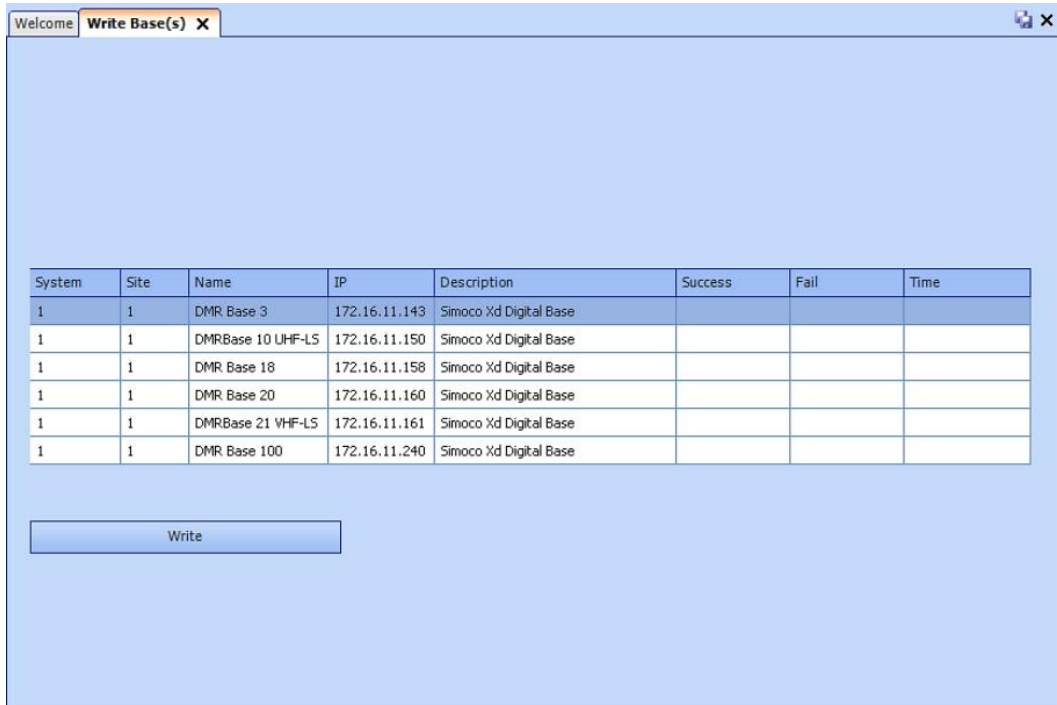 Welcome Write Base(s) X
System Site Name IP Description Success Fail Time
1 1 DMR Base 3 172.16.11.143 Simoco Xd Digital Base
1 1 DMRBase 10 UHF-LS 172.16.11.150 Simoco Xd Digital Base
1 1 DMR Base 18 172.16.11.158 Simoco Xd Digital Base
1 1 DMR Base 20 172.16.11.160 Simoco Xd Digital Base
1 1 DMRBase 21 VHF-LS 172.16.11.161 Simoco Xd Digital Base
1 1 DMR Base 100 172.16.11.240 Simoco Xd Digital Base
Write